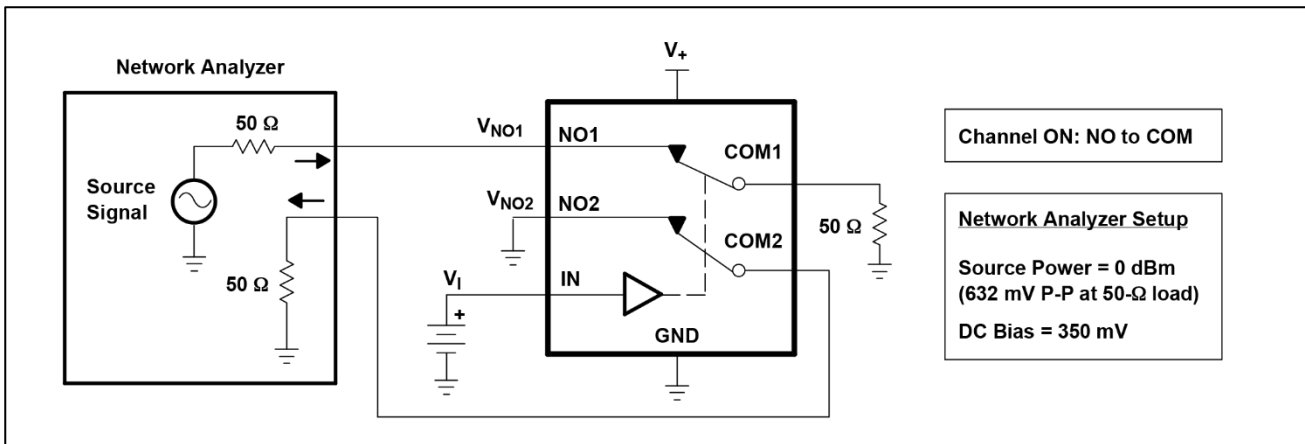 Network Analyzer
50 Ω
Source
Signal
50 Ω
V+
VNO1
NO1
COM1
VNO2
NO2
COM2
50 Ω
VI
IN
+
GND
Channel ON: NO to COM
Network Analyzer Setup
Source Power = 0 dBm
(632 mV P-P at 50-Ω load)
DC Bias = 350 mV